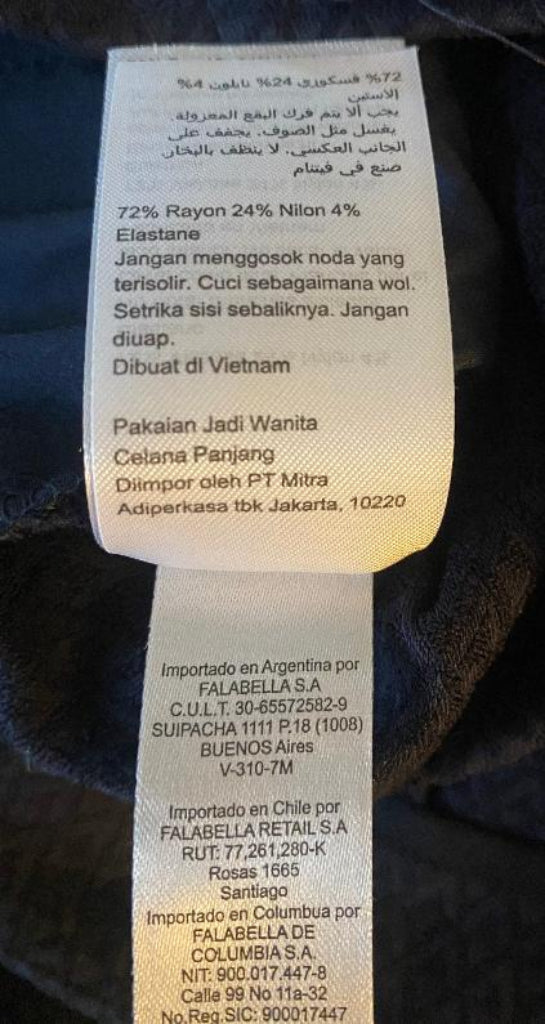 72% فسكوزي 24% نايلون 4%
الاستين
يجب ألا يتم فرك البقع المعزولة.
يغسل مثل الصوف. يجفف على
الجانب العكسي. لا ينظف بالبخار
صنع في فيتنام
72% Rayon 24% Nilon 4%
Elastane
Jangan menggosok noda yang
terisolir. Cuci sebagaimana wol.
Setrika sisi sebaliknya. Jangan
diuap.
Dibuat dI Vietnam
Pakaian Jadi Wanita
Celana Panjang
Diimpor oleh PT Mitra
Adiperkasa tbk Jakarta, 10220
Importado en Argentina por
FALABELLA S.A
C.U.L.T. 30-65572582-9
SUIPACHA 1111 P.18 (1008)
BUENOS Aires
V-310-7M
Importado en Chile por
FALABELLA RETAIL S.A
RUT: 77,261,280-K
Rosas 1665
Santiago
Importado en Columbua por
FALABELLA DE
COLUMBIA S.A.
NIT: 900.017.447-8
Calle 99 No 11a-32
No.Reg.SIC: 900017447